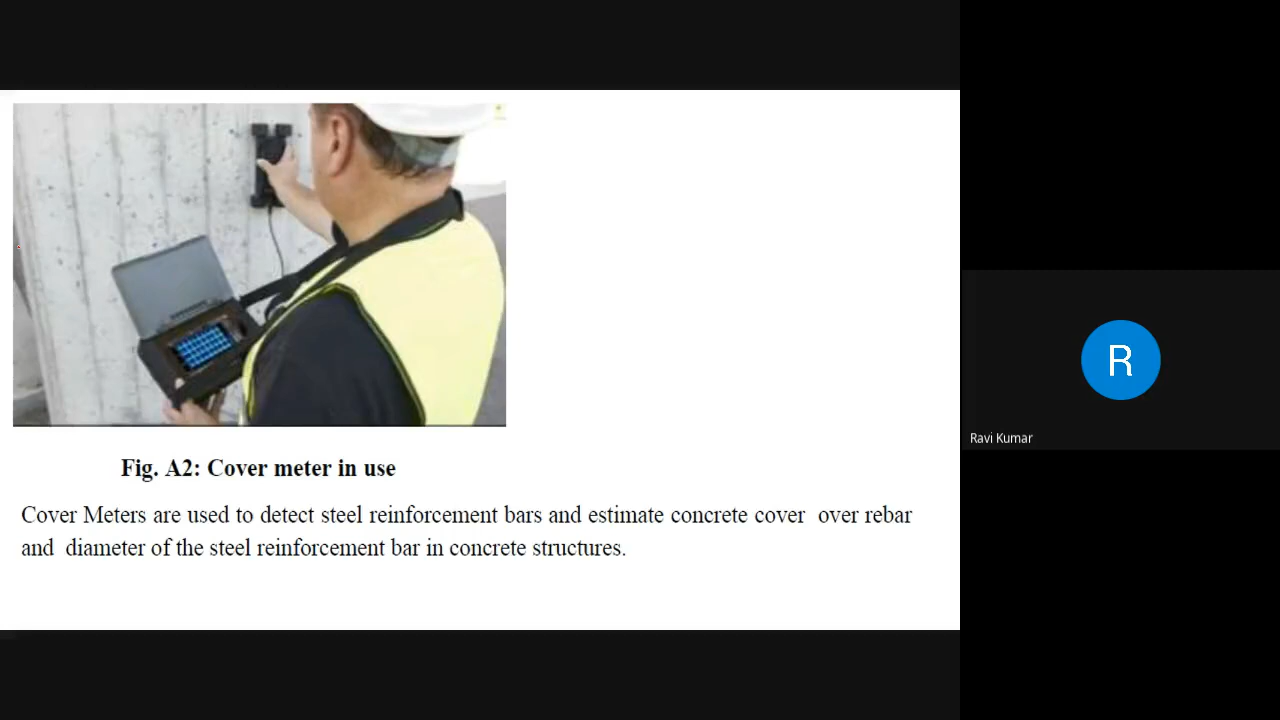 Fig. A2: Cover meter in use
Cover Meters are used to detect steel reinforcement bars and estimate concrete cover over rebar
and diameter of the steel reinforcement bar in concrete structures.
R
Ravi Kumar